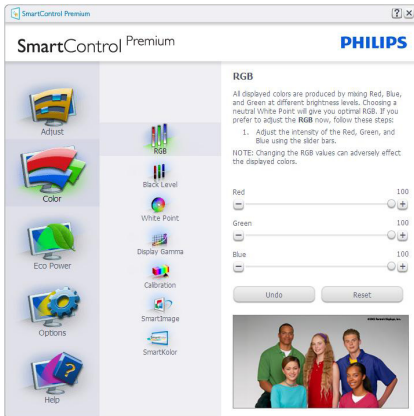 SmartControl Premium
SmartControl Premium
PHILIPS
Adjust
Color
Eco Power
Options
Help
RGB
Black Level
White Point
Display Gamma
Calibration
SmartImage
SmartKolor
RGB
All displayed colors are produced by mixing Red, Blue,
and Green at different brightness levels. Choosing a
neutral White Point will give you optimal RGB. If you
prefer to adjust the RGB now, follow these steps:
1. Adjust the intensity of the Red, Green, and
Blue using the slider bars.
NOTE: Changing the RGB values can adversely effect
the displayed colors.
Red 100
Green 100
Blue 100
Undo Reset